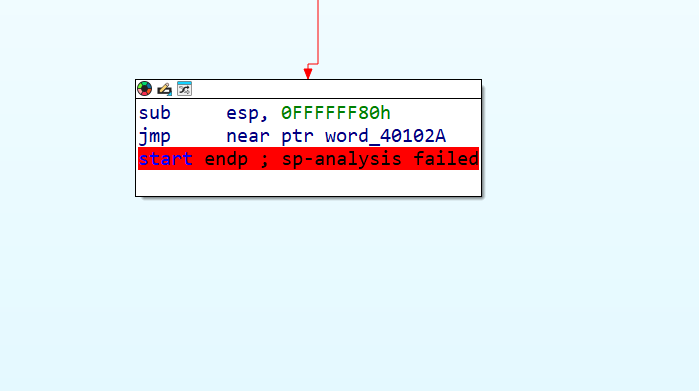 sub esp, 0FFFFFF80h
jmp near ptr word_40102A
start endp ; sp-analysis failed